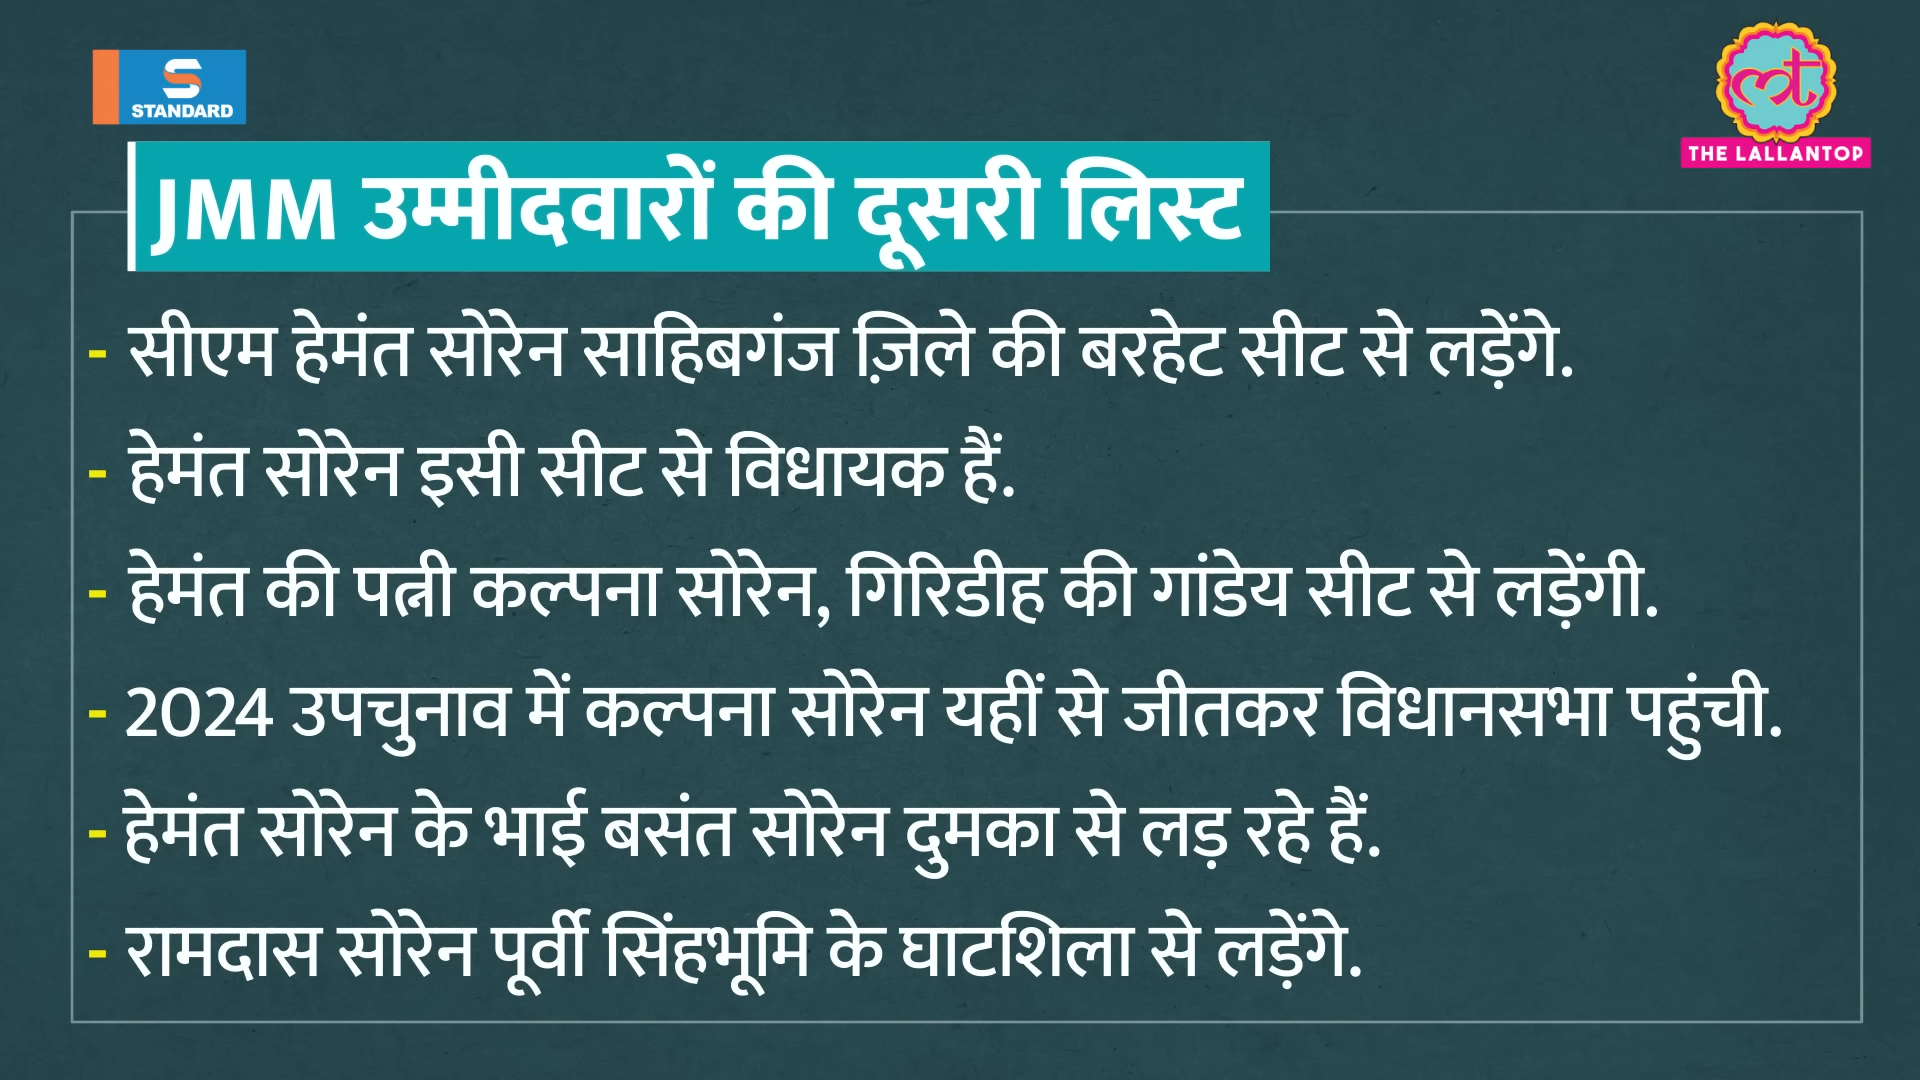 S
STANDARD
लT
THE LALLANTOP
JMM उम्मीदवारों की दूसरी लिस्ट
- सीएम हेमंत सोरेन साहिबगंज ज़िले की बरहेट सीट से लड़ेंगे.
- हेमंत सोरेन इसी सीट से विधायक हैं.
- हेमंत की पत्नी कल्पना सोरेन, गिरिडीह की गांडेय सीट से लड़ेंगी.
- 2024 उपचुनाव में कल्पना सोरेन यहीं से जीतकर विधानसभा पहुंची.
- हेमंत सोरेन के भाई बसंत सोरेन दुमका से लड़ रहे हैं.
- रामदास सोरेन पूर्वी सिंहभूमि के घाटशिला से लड़ेंगे.